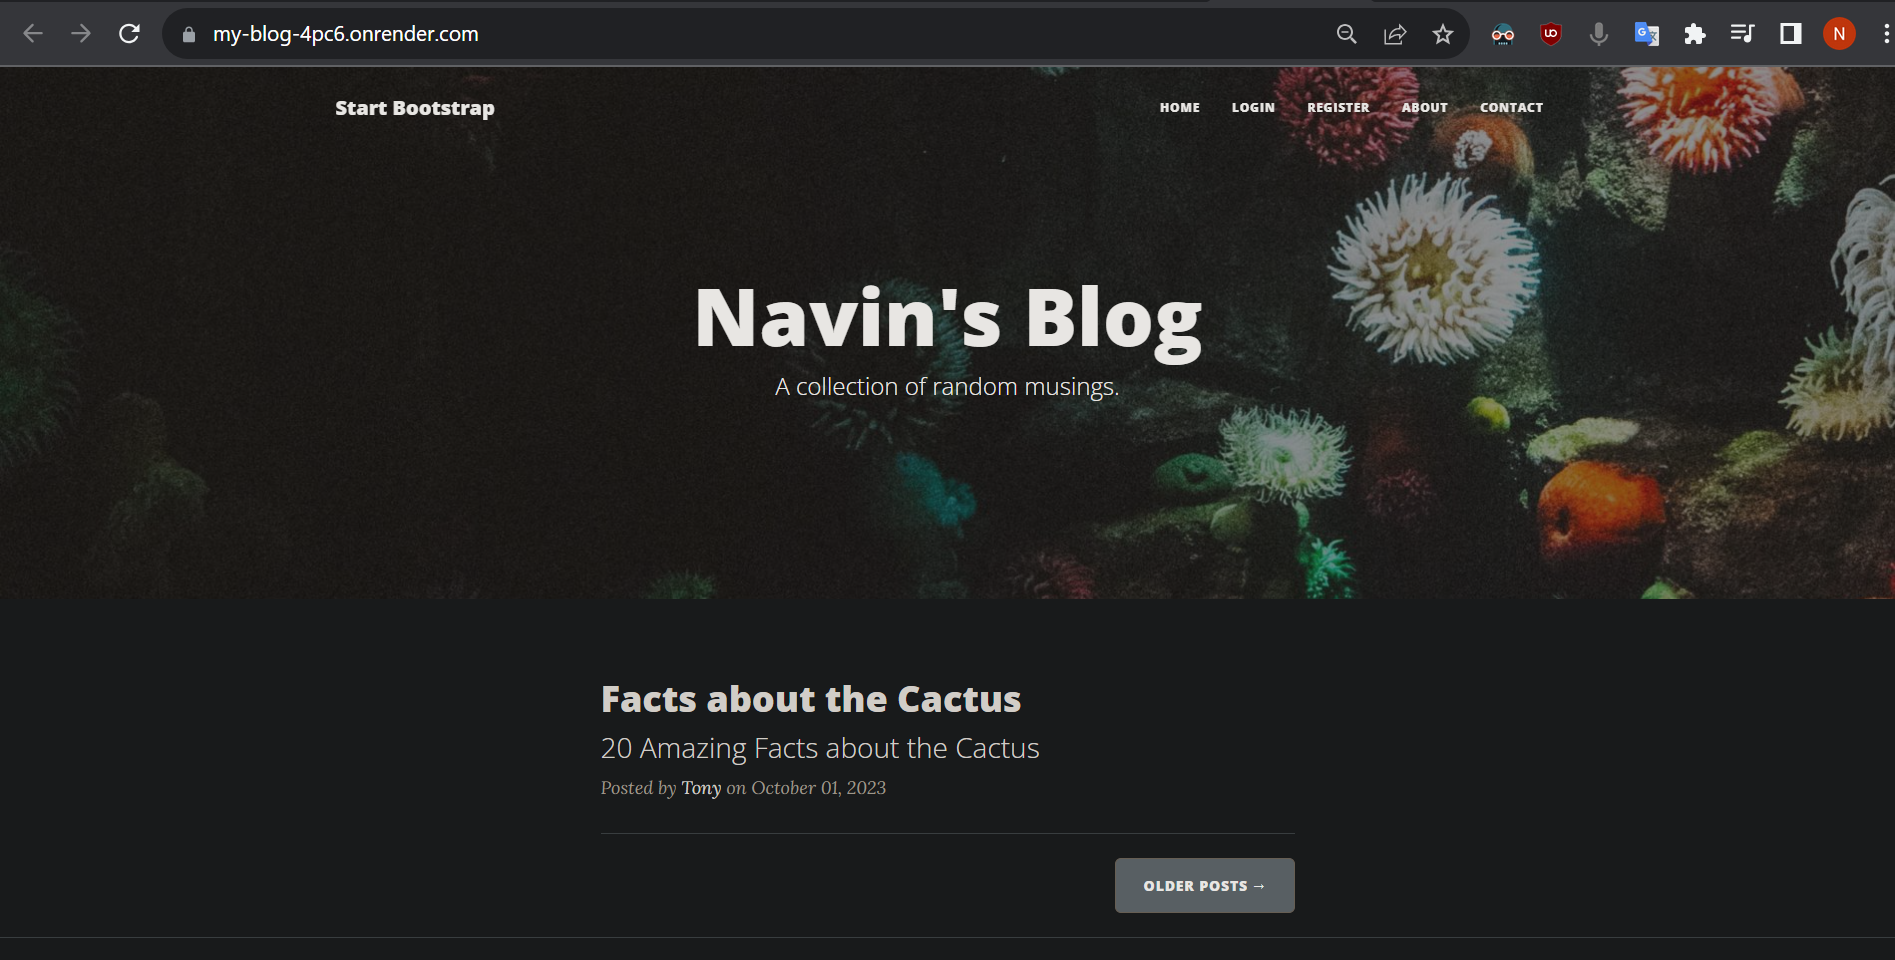 my-blog-4pc6.onrender.com
N
Start Bootstrap
HOME LOGIN REGISTER ABOUT CONTACT
Navin's Blog
A collection of random musings.
Facts about the Cactus
20 Amazing Facts about the Cactus
Posted by Tony on October 01, 2023
OLDER POSTS →